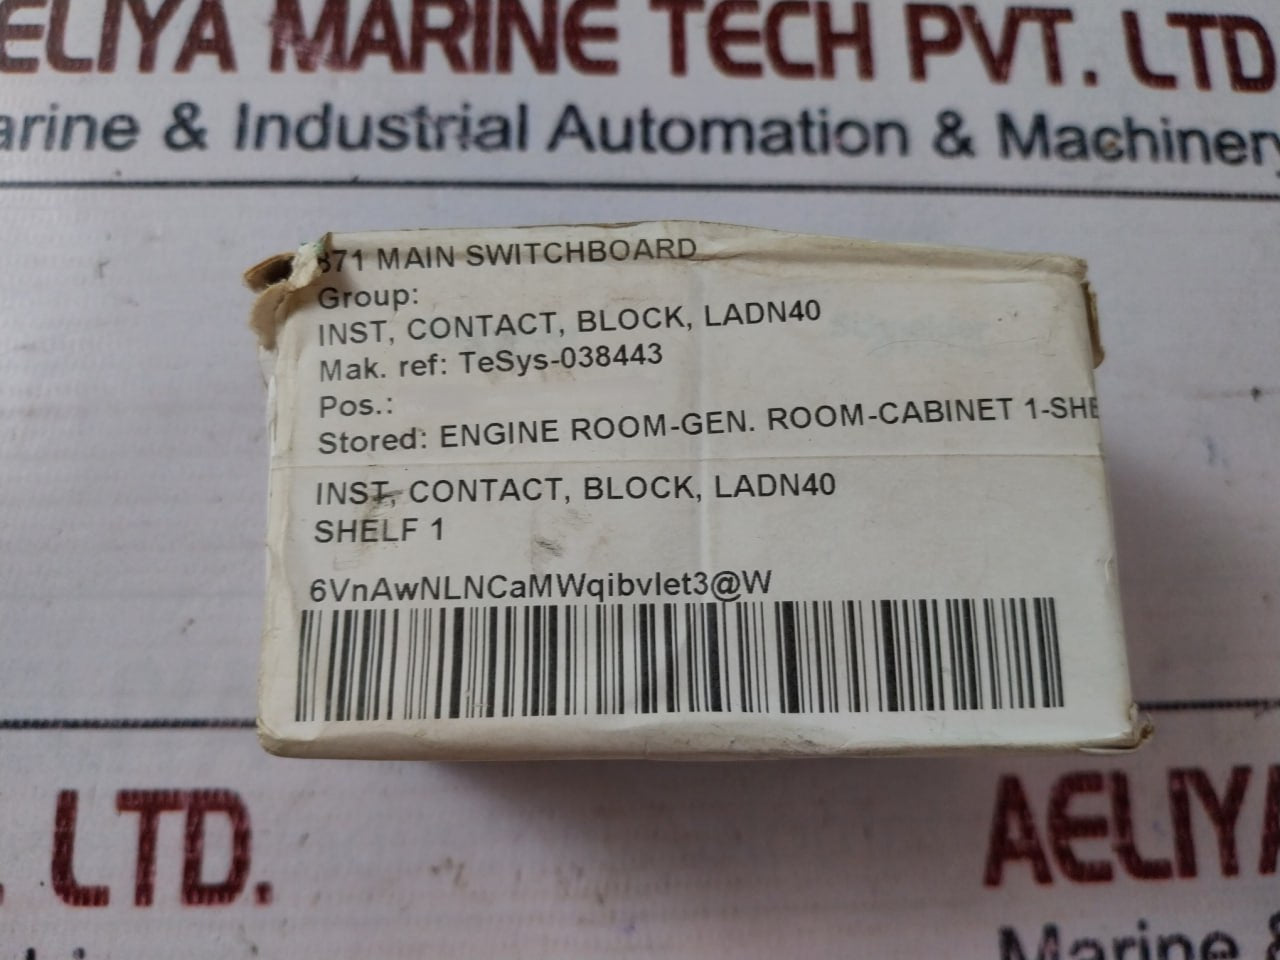 ELIYA MARINE TECH PVT. LTD
arine & Industrial Automation & Machinery
871 MAIN SWITCHBOARD
Group:
INST, CONTACT, BLOCK, LADN40
Mak. ref: TeSys-038443
Pos.:
Stored: ENGINE ROOM-GEN. ROOM-CABINET 1-SHE
INST, CONTACT, BLOCK, LADN40
SHELF 1
6VnAwNLNCaMWqibvlet3@W
. LTD.
AELIYA
Marine &